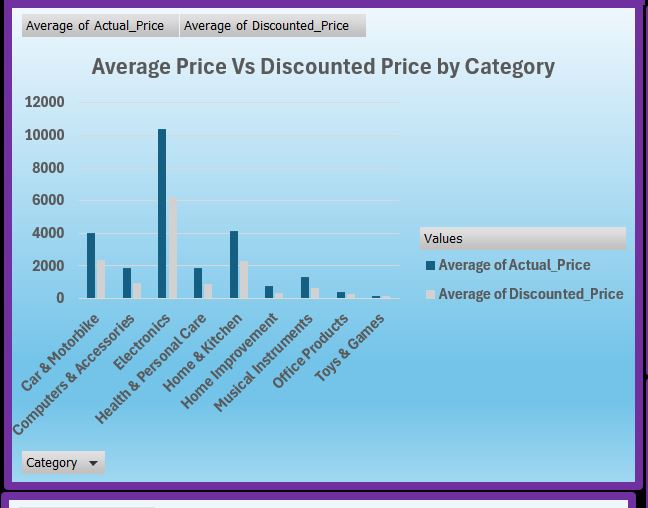 Average of Actual_Price Average of Discounted_Price
Average Price Vs Discounted Price by Category
12000
10000
8000
6000
4000
2000
0
Car & Motorbike
Computers & Accessories
Electronics
Health & Personal Care
Home & Kitchen
Home Improvement
Musical Instruments
Office Products
Toys & Games
Values
Average of Actual_Price
Average of Discounted_Price
Category